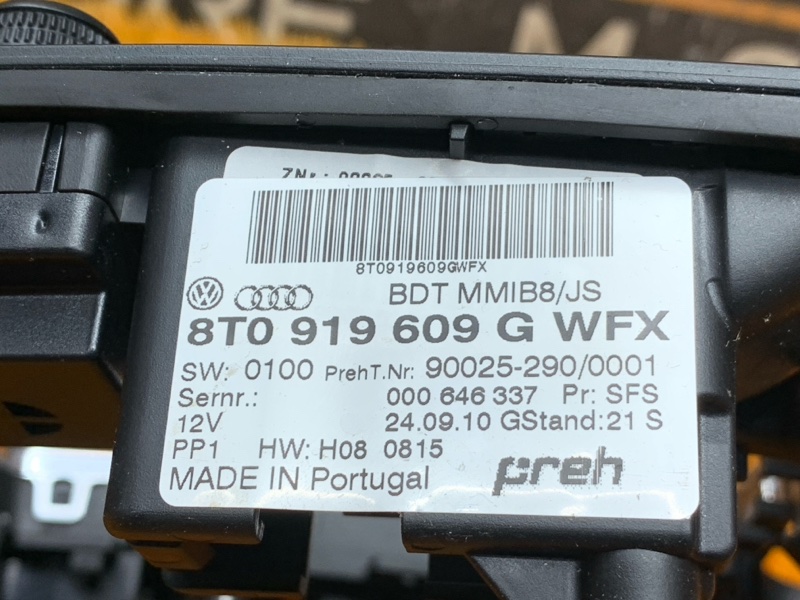 ZNr.:
8T0919609GWFX
BDT MMIB8/JS
8T0 919 609 G WFX
SW: 0100 PrehT.Nr: 90025-290/0001
Sernr.: 000 646 337 Pr: SFS
12V 24.09.10 GStand:21 S
PP1 HW: H08 0815
MADE IN Portugal preh